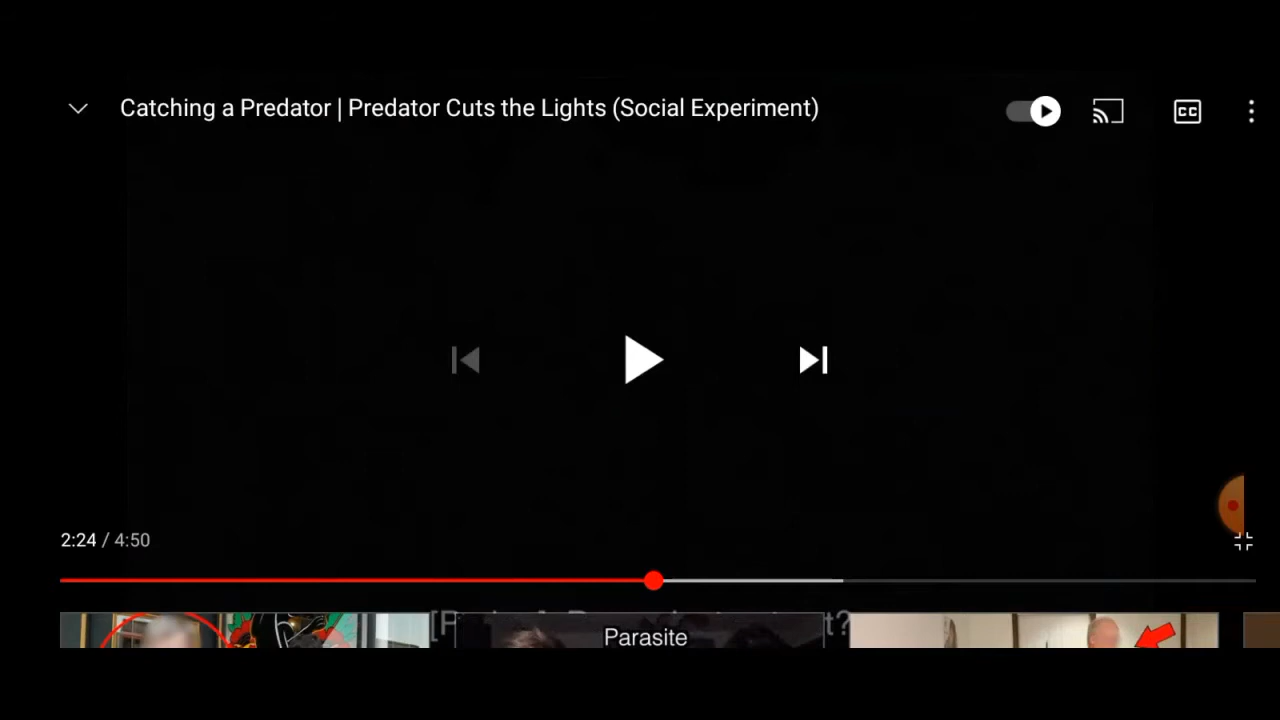 Catching a Predator | Predator Cuts the Lights (Social Experiment)
CC
2:24 / 4:50
t?
Parasite